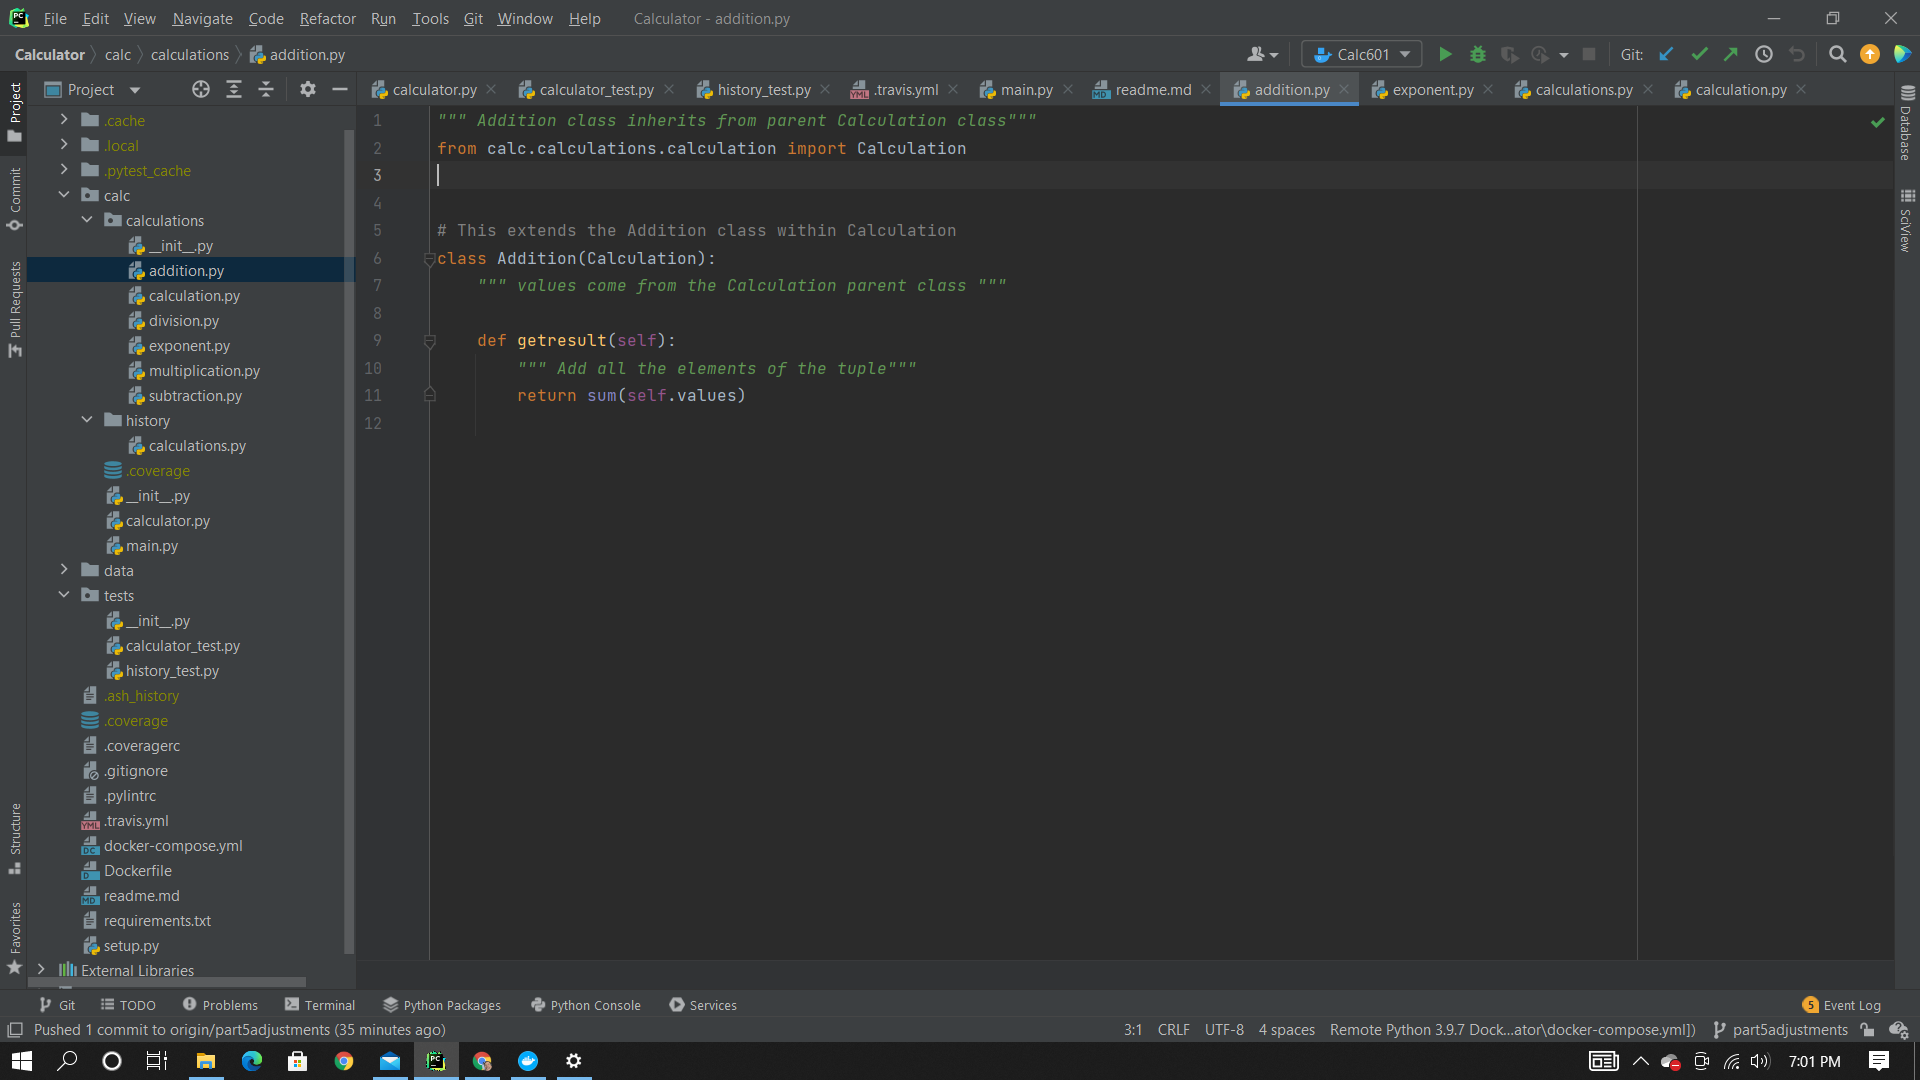 File Edit View Navigate Code Refactor Run Tools Git Window Help Calculator - addition.py
Calculator calc calculations addition.py Calc601 Git:
Project
calculator.py calculator_test.py history_test.py .travis.yml main.py readme.md addition.py exponent.py calculations.py calculation.py
.cache
.local
.pytest_cache
calc
calculations
__init__.py
addition.py
calculation.py
division.py
exponent.py
multiplication.py
subtraction.py
history
calculations.py
.coverage
__init__.py
calculator.py
main.py
data
tests
__init__.py
calculator_test.py
history_test.py
.ash_history
.coverage
.coveragerc
.gitignore
.pylintrc
.travis.yml
docker-compose.yml
Dockerfile
readme.md
requirements.txt
setup.py
External Libraries
1 """ Addition class inherits from parent Calculation class"""
2 from calc.calculations.calculation import Calculation
3
4
5 # This extends the Addition class within Calculation
6 class Addition(Calculation):
7 """ values come from the Calculation parent class """
8
9 def getresult(self):
10 """ Add all the elements of the tuple"""
11 return sum(self.values)
12
Project
Commit
Pull Requests
Structure
Favorites
Database
SciView
Git TODO Problems Terminal Python Packages Python Console Services 5 Event Log
Pushed 1 commit to origin/part5adjustments (35 minutes ago) 3:1 CRLF UTF-8 4 spaces Remote Python 3.9.7 Dock...ator\docker-compose.yml]) part5adjustments
7:01 PM